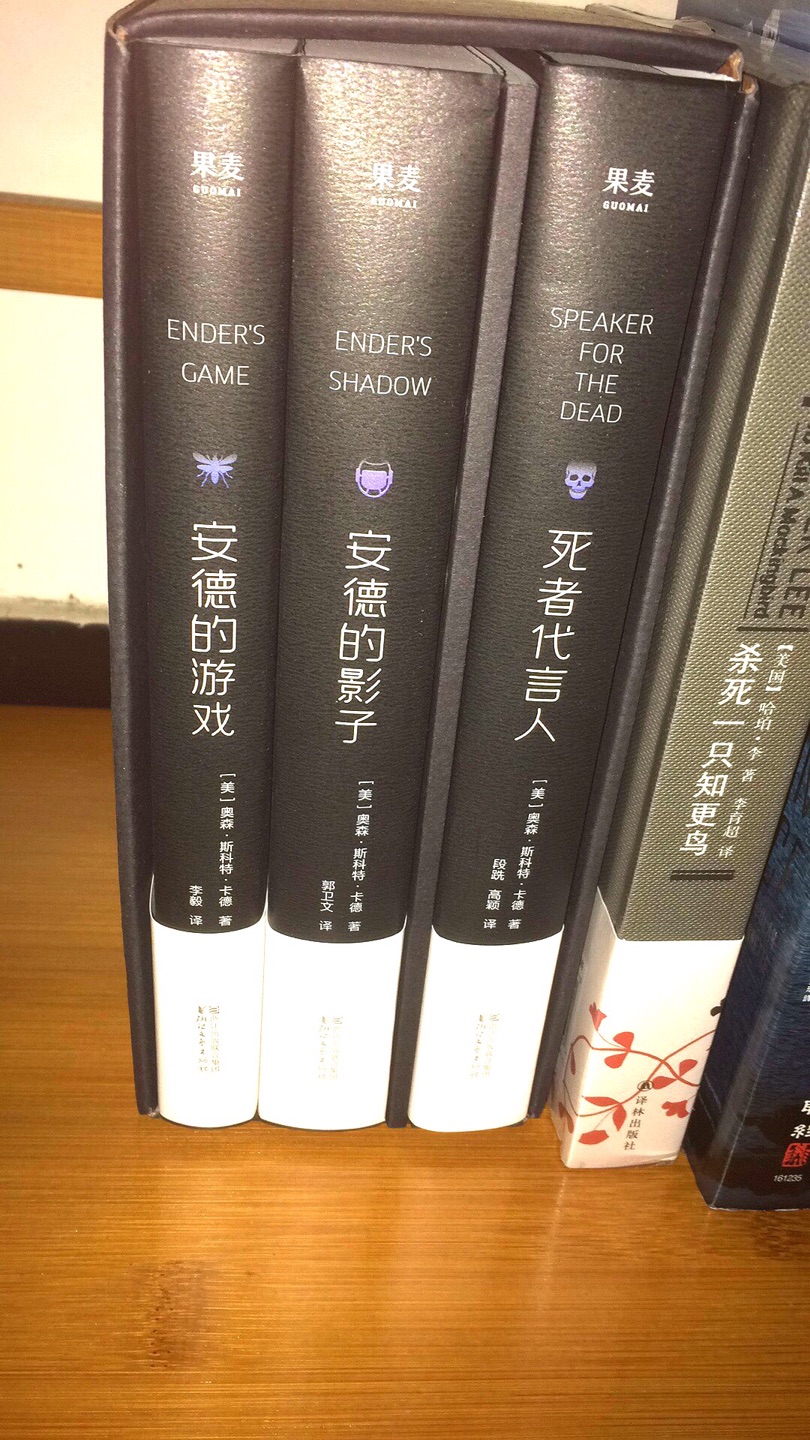 果麦
GUOMAI
ENDER'S
GAME
安德的游戏
[美]奥森·斯科特·卡德 著
李毅 译
果麦
GUOMAI
ENDER'S
SHADOW
安德的影子
[美]奥森·斯科特·卡德 著
郭卫文 译
果麦
GUOMAI
SPEAKER
FOR
THE
DEAD
死者代言人
[美]奥森·斯科特·卡德 著
段跣 高颖 译
LEE
Mockingbird
[美国]哈珀·李 著 李育超 译
杀死一只知更鸟
译林出版社
161235